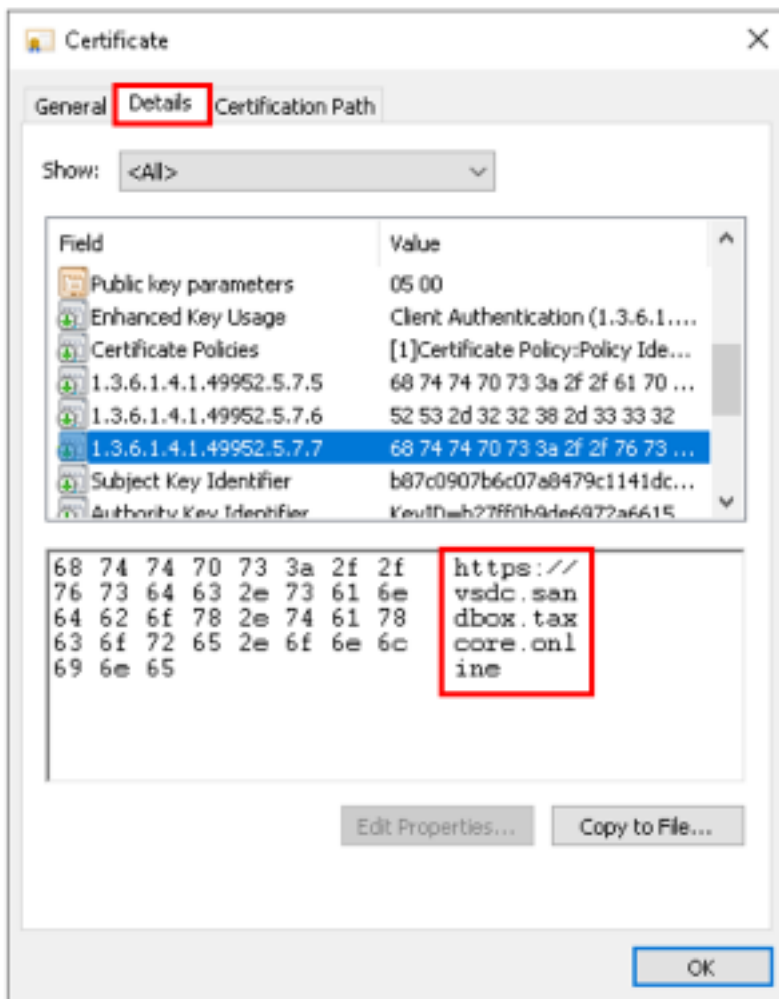 Certificate
General Details Certification Path
Show: <All>
Field Value
Public key parameters 05 00
Enhanced Key Usage Client Authentication (1.3.6.1....
Certificate Policies [1]Certificate Policy:Policy Ide...
1.3.6.1.4.1.49952.5.7.5 68 74 74 70 73 3a 2f 2f 61 70 ...
1.3.6.1.4.1.49952.5.7.6 52 53 2d 32 32 38 2d 33 33 32
1.3.6.1.4.1.49952.5.7.7 68 74 74 70 73 3a 2f 2f 76 73 ...
Subject Key Identifier b87c0907b6c07a8479c1141dc...
Authority Key Identifier KeyID=b27ff0b9de6972a6615
68 74 74 70 73 3a 2f 2f https://
76 73 64 63 2e 73 61 6e vsdc.san
64 62 6f 78 2e 74 61 78 dbox.tax
63 6f 72 65 2e 6f 6e 6c core.onl
69 6e 65 ine
Edit Properties... Copy to File...
OK